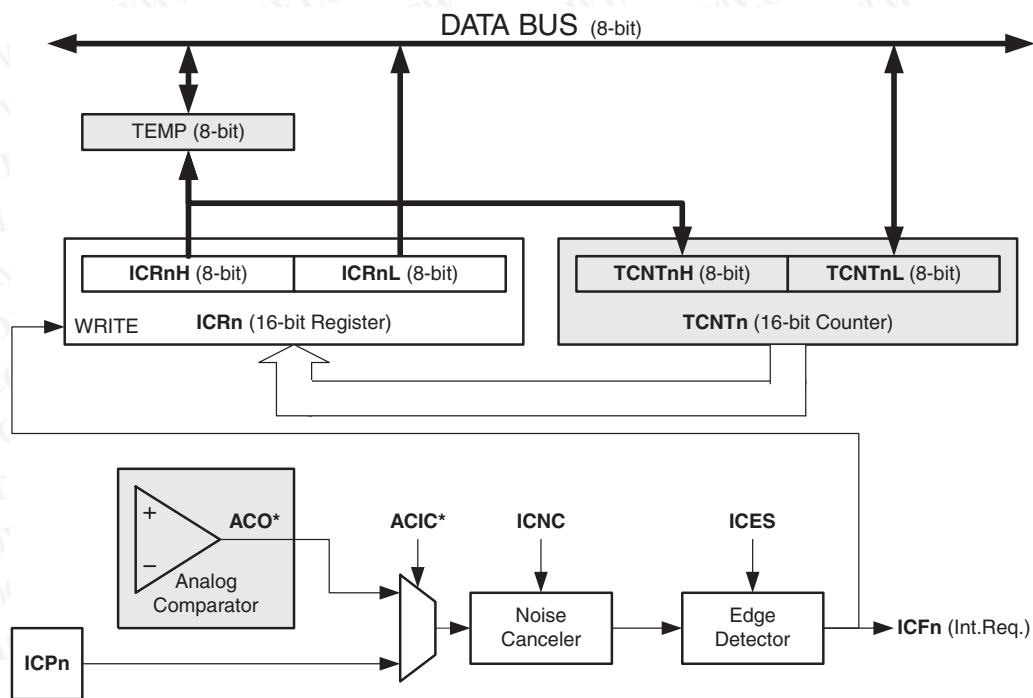 DATA BUS (8-bit)
TEMP (8-bit)
ICRnH (8-bit)
ICRnL (8-bit)
TCNTnH (8-bit)
TCNTnL (8-bit)
WRITE
ICRn (16-bit Register)
TCNTn (16-bit Counter)
+
−
ACO*
Analog
Comparator
ACIC*
ICNC
ICES
Noise
Canceler
Edge
Detector
ICFn (Int.Req.)
ICPn